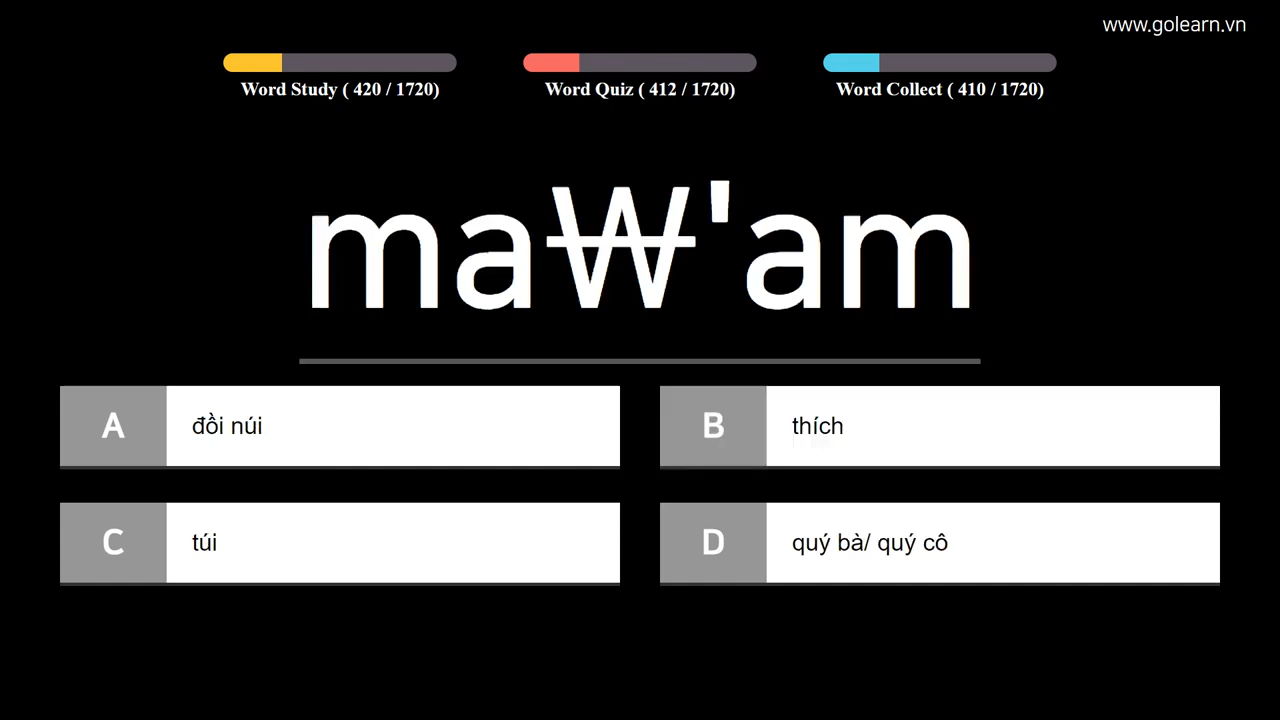 www.golearn.vn
Word Study ( 420 / 1720)
Word Quiz ( 412 / 1720)
Word Collect ( 410 / 1720)
ma₩'am
A đồi núi
B thích
C túi
D quý bà/ quý cô